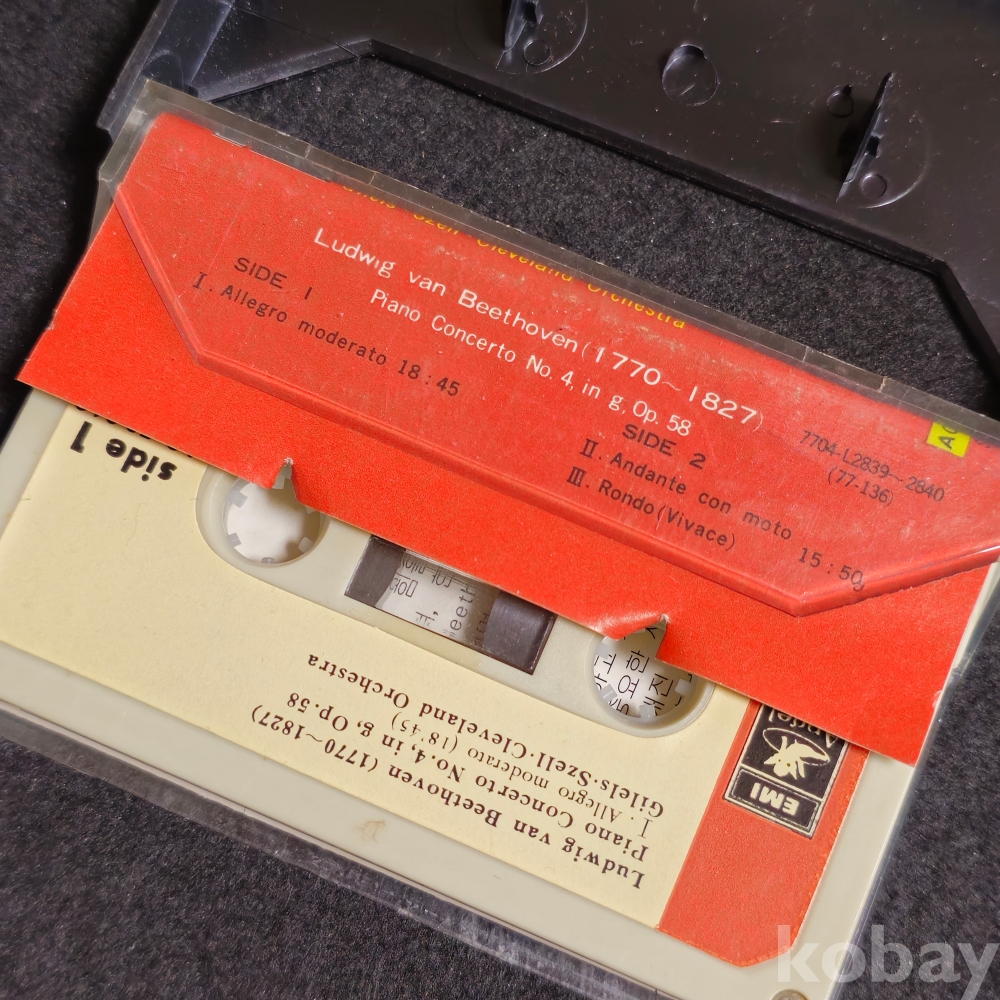 Gilels Szell Cleveland Orchestra
Ludwig van Beethoven (1770~1827)
Piano Concerto No. 4, in g, Op. 58
SIDE 1
I. Allegro moderato 18:45
SIDE 2
II. Andante con moto
III. Rondo (Vivace) 15:50
7704-L2839~2840
(77-136)
side 1
Ludwig van Beethoven (1770~1827)
Piano Concerto No.4, in g, Op.58
I. Allegro moderato (18'45)
Gilels·Szell·Cleveland Orchestra
Angel
EMI
kobay